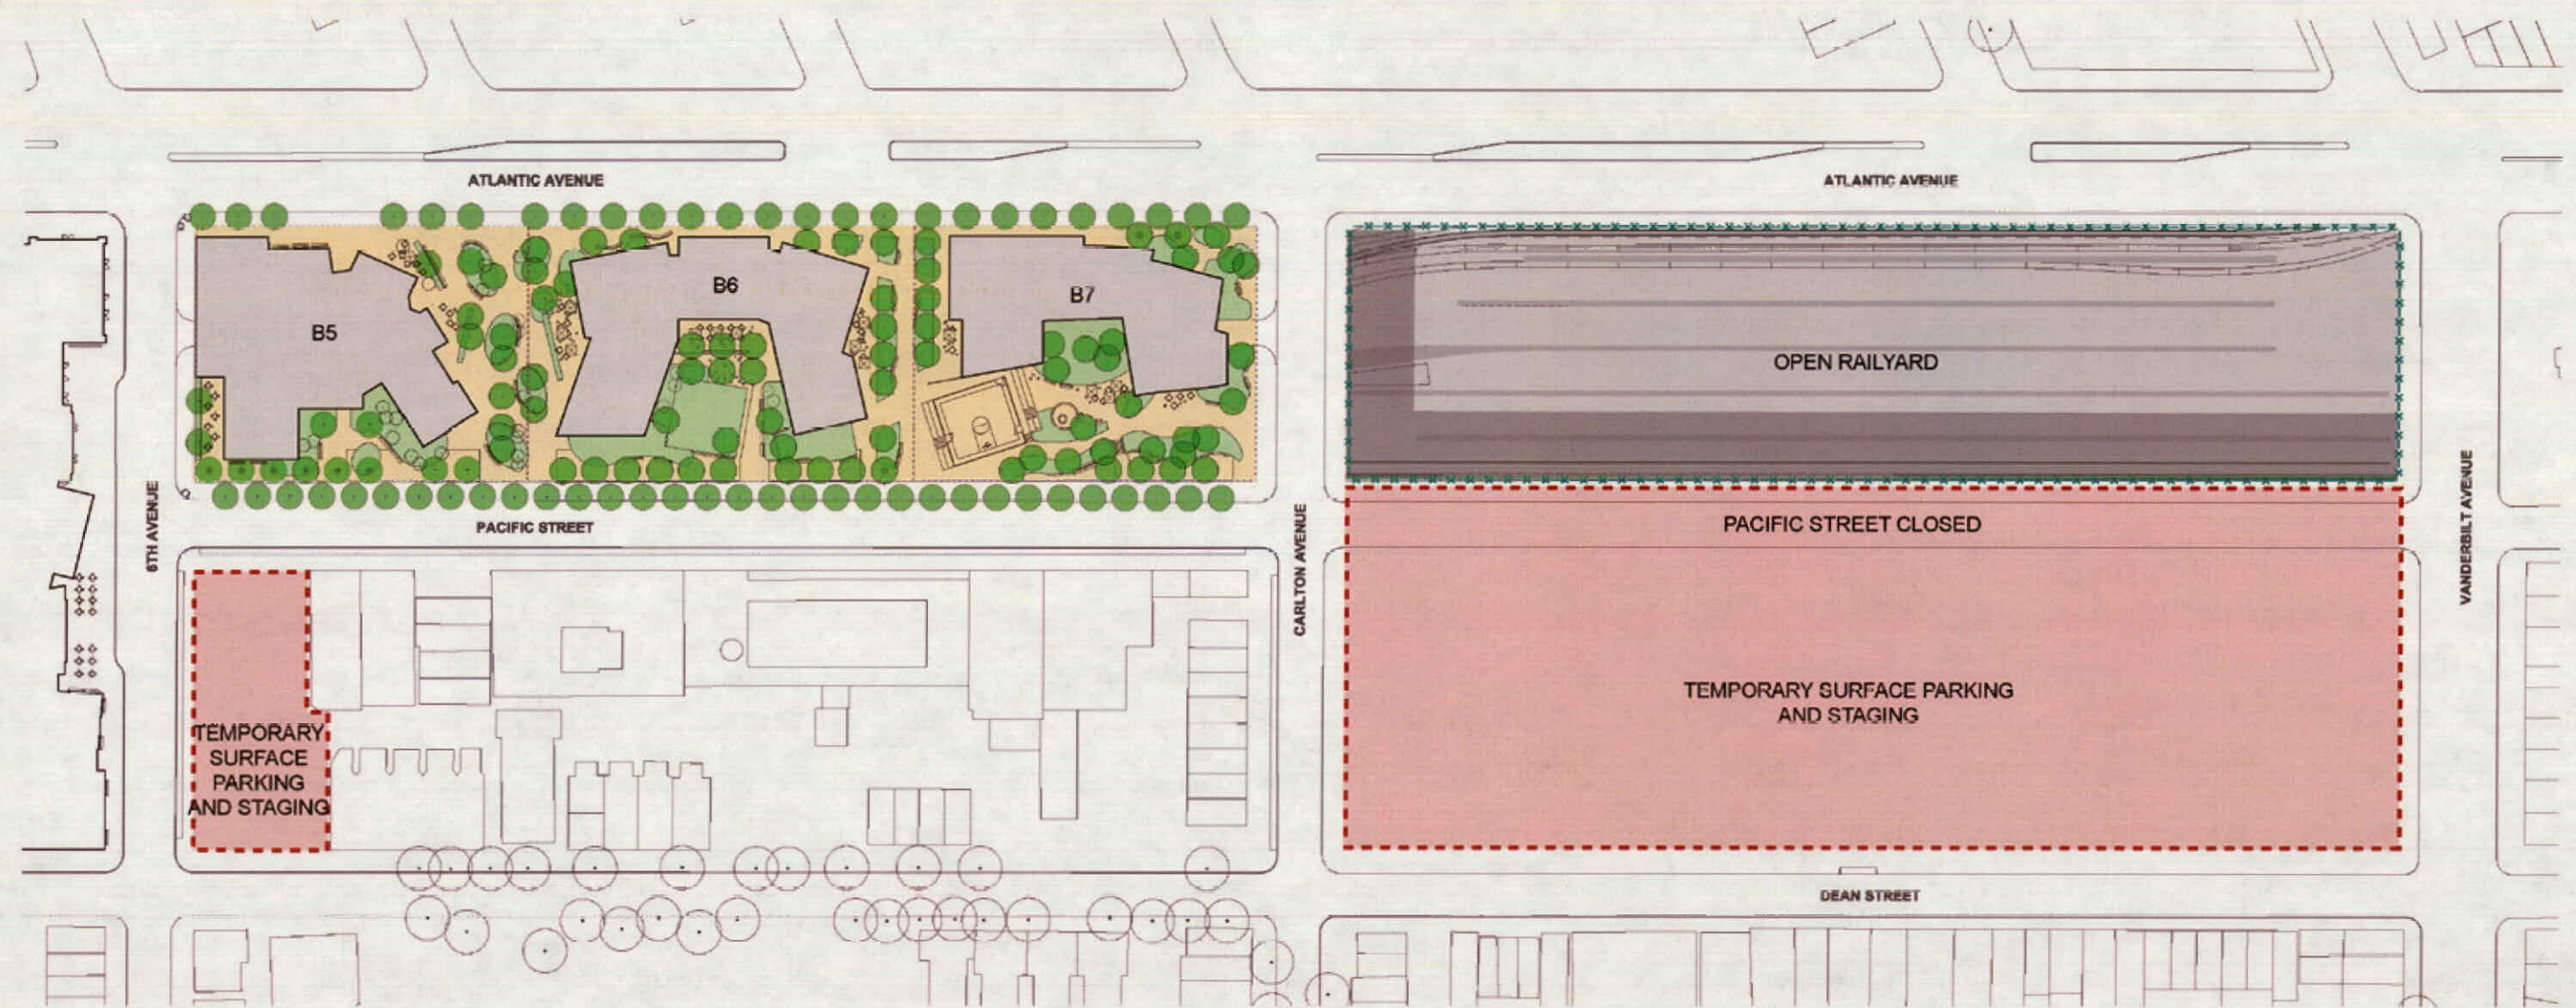 ATLANTIC AVENUE
ATLANTIC AVENUE
B5
B6
B7
OPEN RAILYARD
6TH AVENUE
PACIFIC STREET
CARLTON AVENUE
PACIFIC STREET CLOSED
VANDERBILT AVENUE
TEMPORARY
SURFACE
PARKING
AND STAGING
TEMPORARY SURFACE PARKING
AND STAGING
DEAN STREET